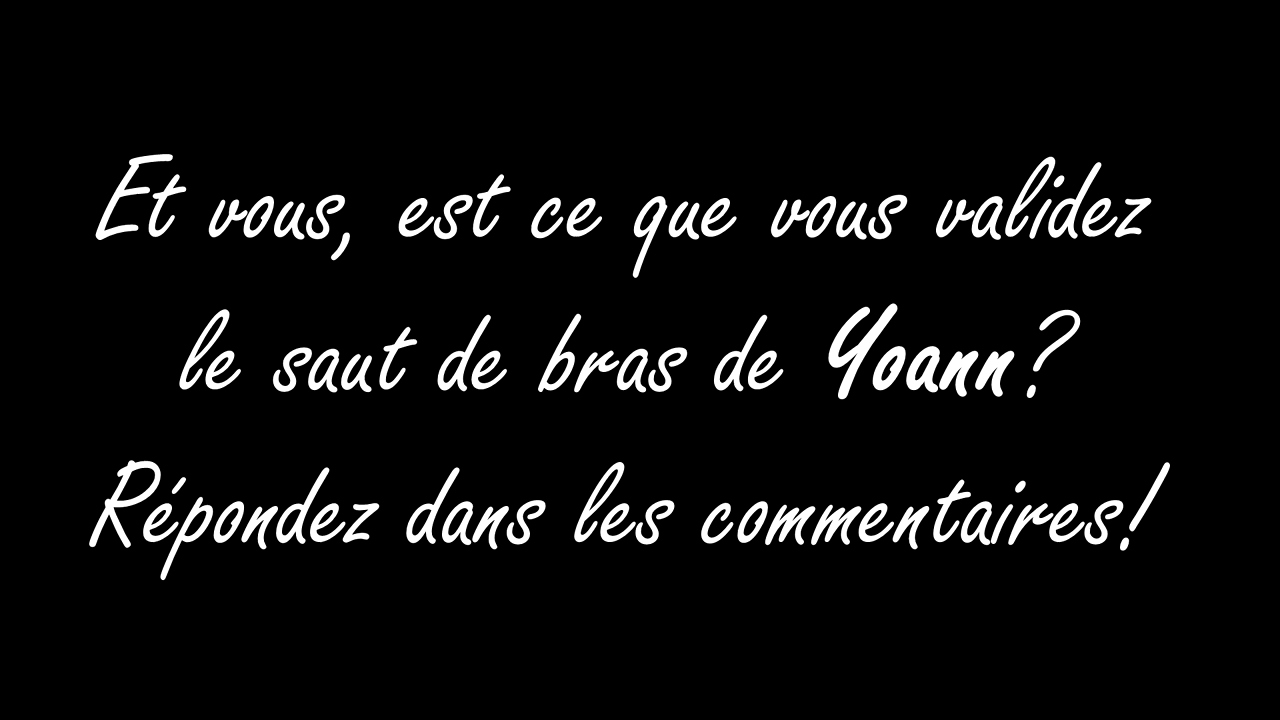 Et vous, est ce que vous validez
le saut de bras de Yoann?
Répondez dans les commentaires!